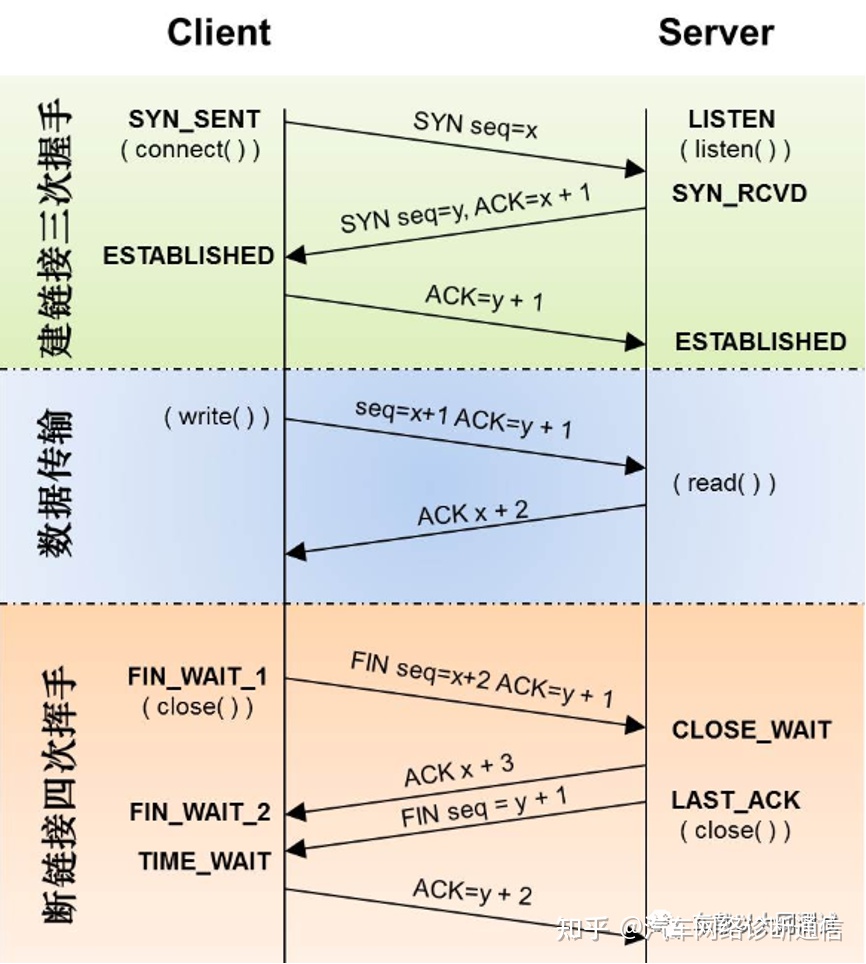 Client
Server
建链接三次握手
SYN_SENT
( connect( ) )
SYN seq=x
LISTEN
( listen( ) )
SYN_RCVD
SYN seq=y, ACK=x + 1
ESTABLISHED
ACK=y + 1
ESTABLISHED
数据传输
( write( ) )
seq=x+1 ACK=y + 1
( read( ) )
ACK x + 2
断链接四次挥手
FIN_WAIT_1
( close( ) )
FIN seq=x+2 ACK=y + 1
CLOSE_WAIT
ACK x + 3
FIN_WAIT_2
FIN seq = y + 1
LAST_ACK
( close( ) )
TIME_WAIT
ACK=y + 2
知乎 @汽车网络诊断通信